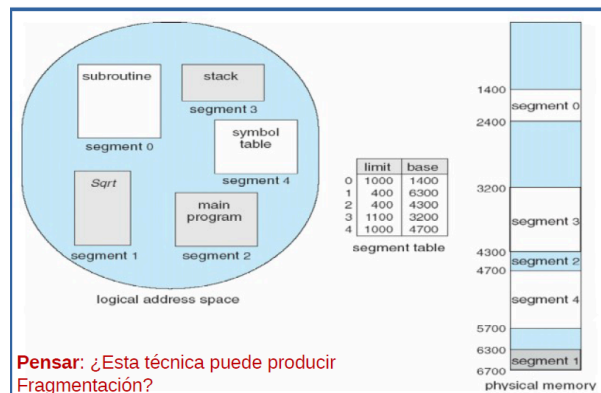 subroutine
segment 0
stack
segment 3
symbol
table
segment 4
Sqrt
segment 1
main
program
segment 2
logical address space
limit base
0 1000 1400
1 400 6300
2 400 4300
3 1100 3200
4 1000 4700
segment table
1400
segment 0
2400
3200
segment 3
4300
segment 2
4700
segment 4
5700
6300
segment 1
6700
physical memory
Pensar: ¿Esta técnica puede producir
Fragmentación?